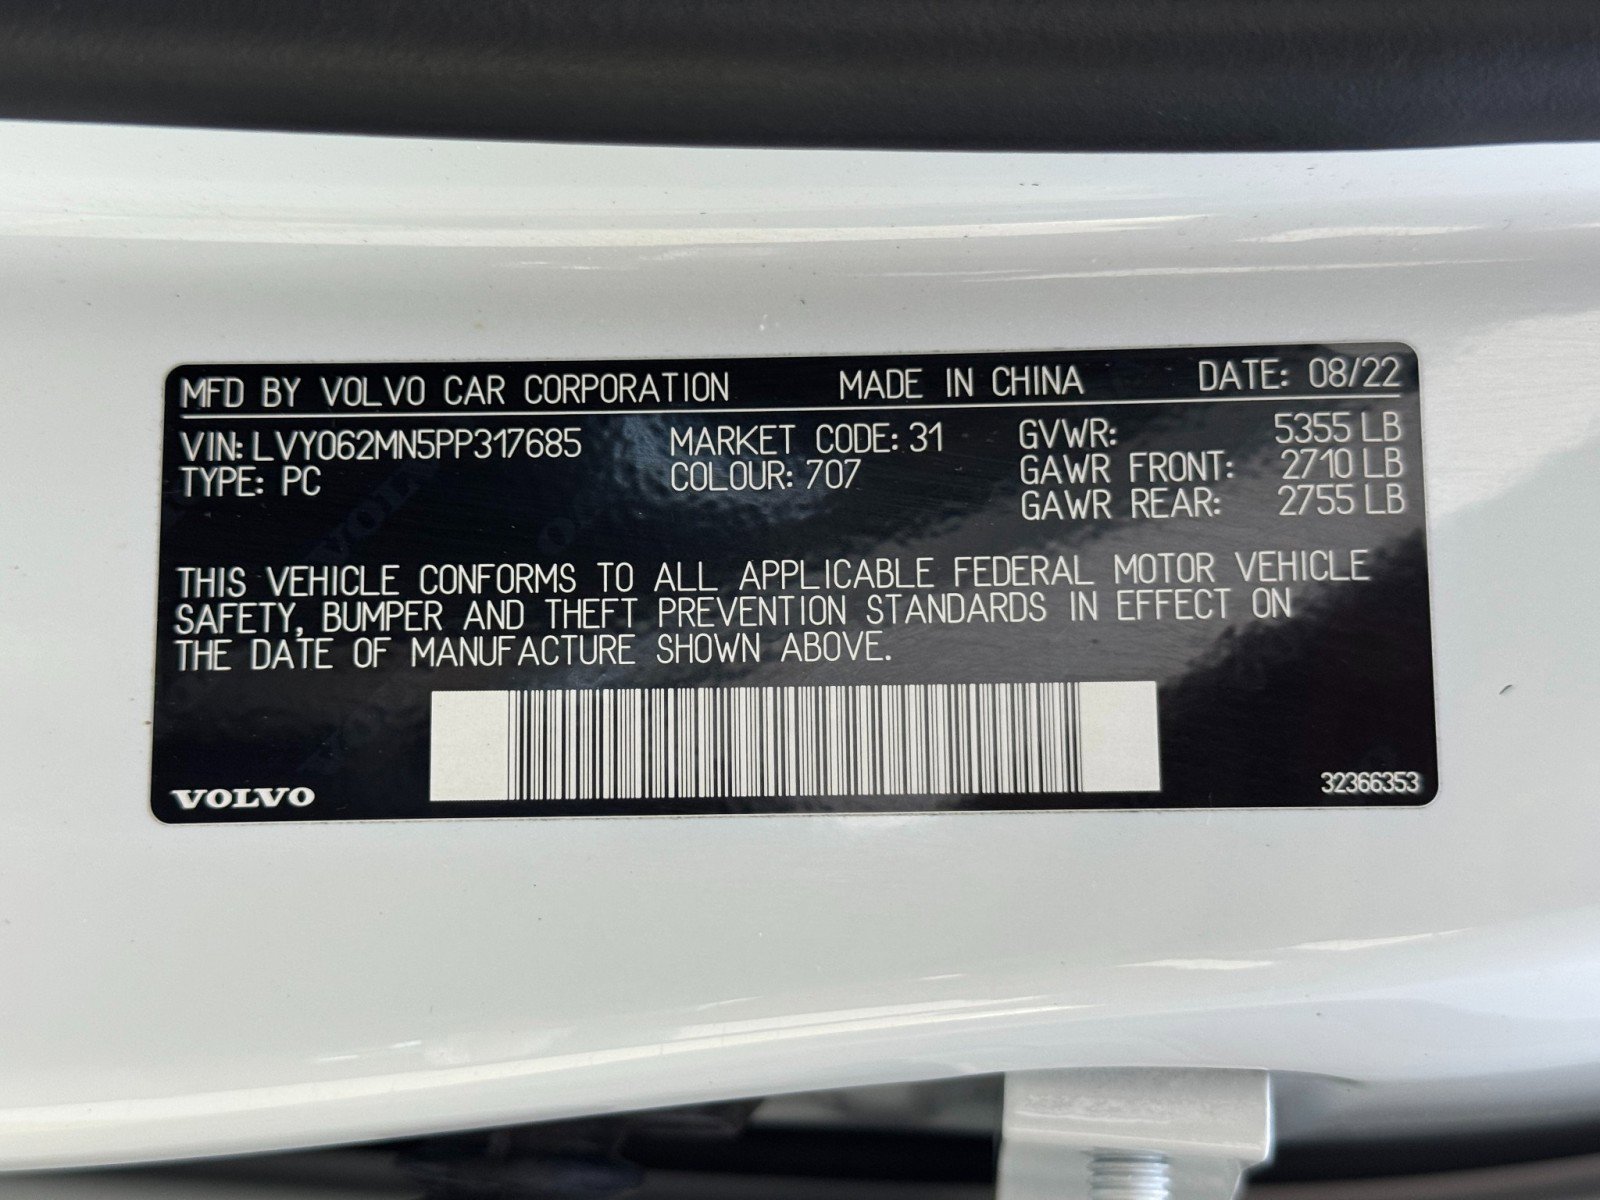 MFD BY VOLVO CAR CORPORATION MADE IN CHINA DATE: 08/22
VIN: LVY062MN5PP317685 MARKET CODE: 31 GVWR: 5355 LB
TYPE: PC COLOUR: 707 GAWR FRONT: 2710 LB
GAWR REAR: 2755 LB
THIS VEHICLE CONFORMS TO ALL APPLICABLE FEDERAL MOTOR VEHICLE
SAFETY, BUMPER AND THEFT PREVENTION STANDARDS IN EFFECT ON
THE DATE OF MANUFACTURE SHOWN ABOVE.
VOLVO 32366353